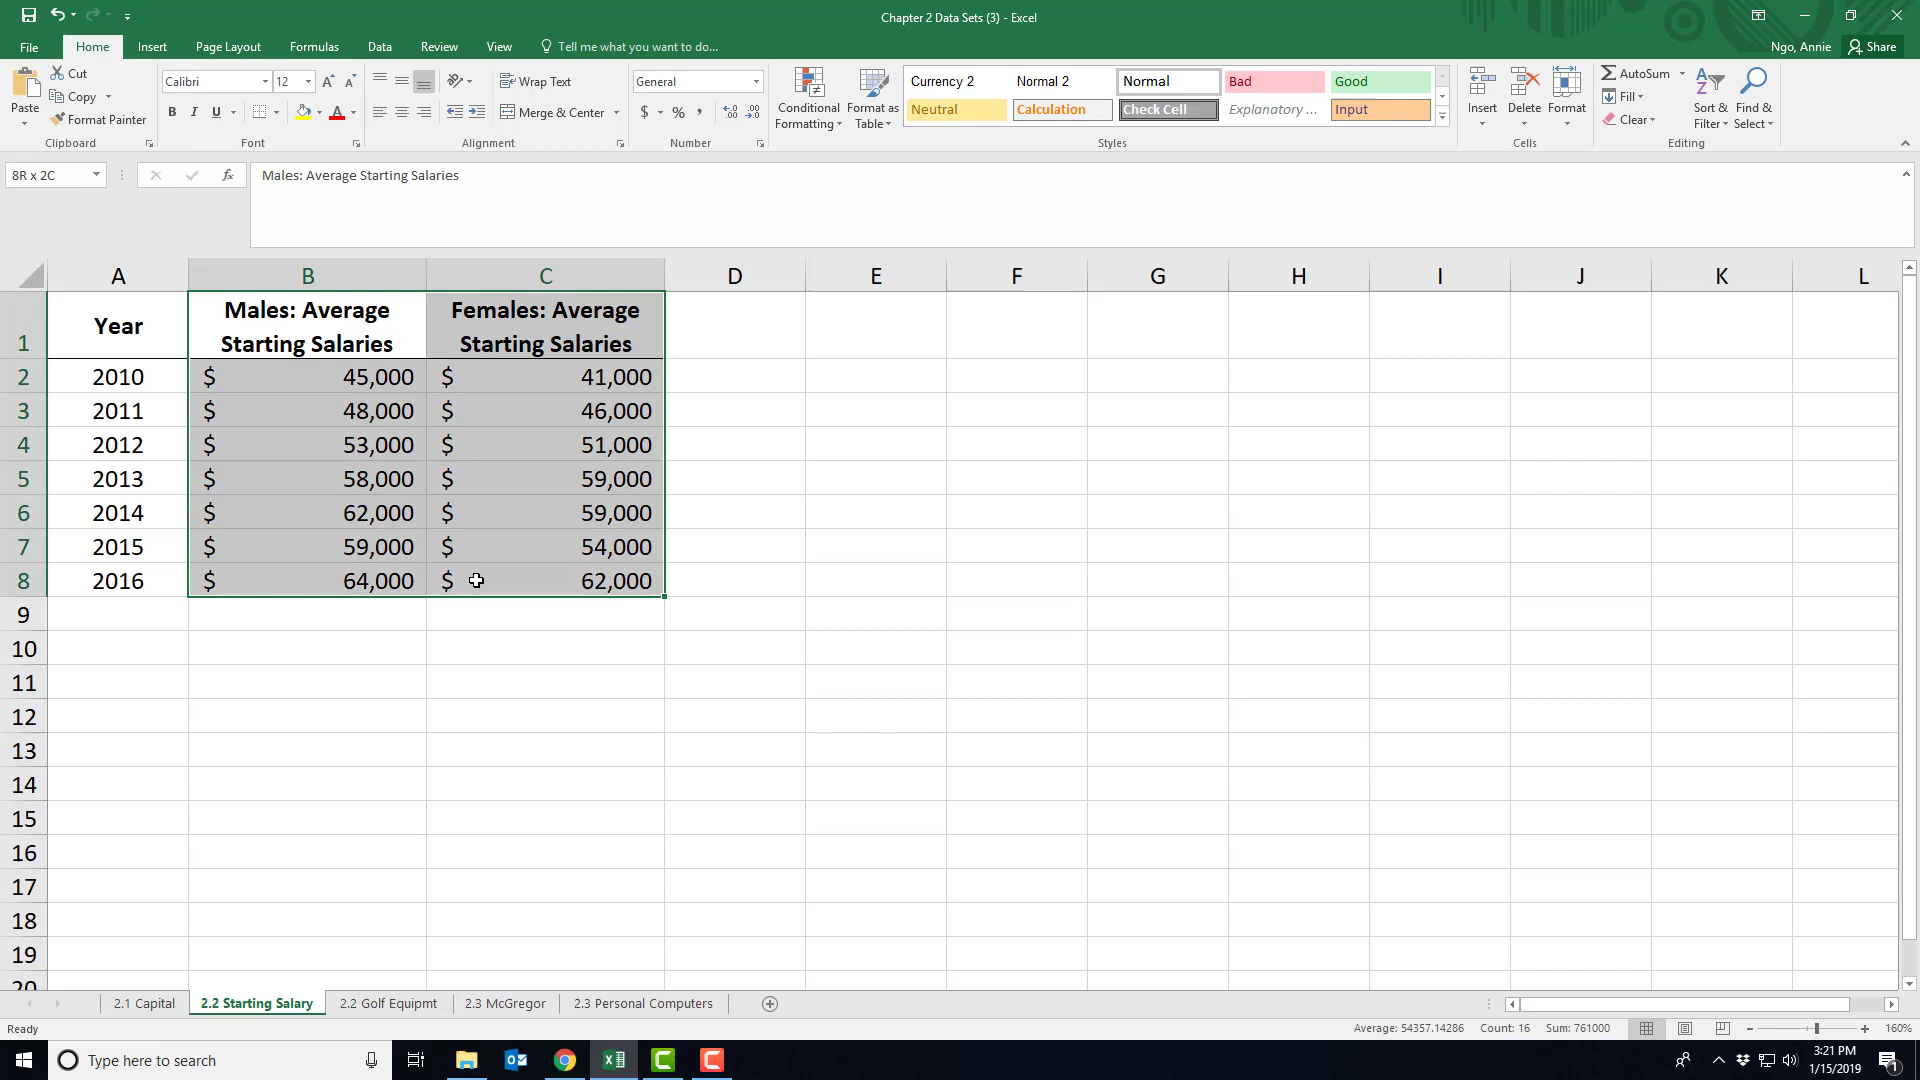 Chapter 2 Data Sets (3) - Excel
File Home Insert Page Layout Formulas Data Review View Tell me what you want to do... Ngo, Annie Share
Paste
Cut
Copy
Format Painter
Clipboard
Calibri 12
B I U
Font
Wrap Text
Merge & Center
Alignment
General
$ % ,
Number
Conditional
Formatting
Format as
Table
Currency 2 Normal 2 Normal Bad Good
Neutral Calculation Check Cell Explanatory ... Input
Styles
Insert Delete Format
Cells
AutoSum
Fill
Clear
Sort &
Filter
Find &
Select
Editing
8R x 2C fx Males: Average Starting Salaries
A B C D E F G H I J K L
1 Year Males: Average Starting Salaries Females: Average Starting Salaries
2 2010 $ 45,000 $ 41,000
3 2011 $ 48,000 $ 46,000
4 2012 $ 53,000 $ 51,000
5 2013 $ 58,000 $ 59,000
6 2014 $ 62,000 $ 59,000
7 2015 $ 59,000 $ 54,000
8 2016 $ 64,000 $ 62,000
9
10
11
12
13
14
15
16
17
18
19
20
2.1 Capital 2.2 Starting Salary 2.2 Golf Equipmt 2.3 McGregor 2.3 Personal Computers
Ready Average: 54357.14286 Count: 16 Sum: 761000 160%
Type here to search 3:21 PM
1/15/2019
1